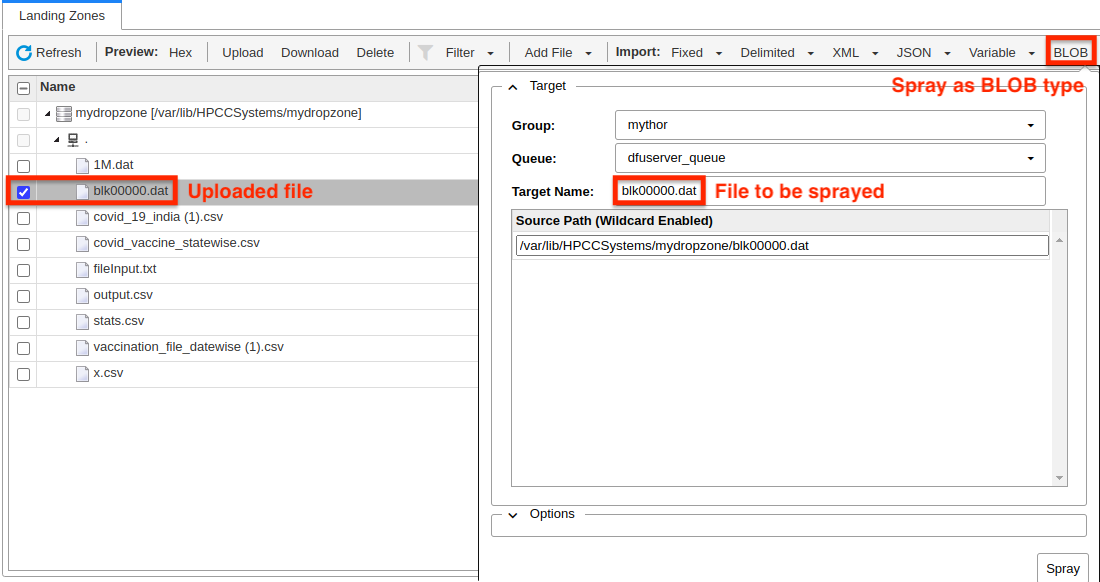 Landing Zones
Refresh Preview: Hex Upload Download Delete Filter Add File Import: Fixed Delimited XML JSON Variable BLOB
Name
mydropzone [/var/lib/HPCCSystems/mydropzone]
.
1M.dat
blk00000.dat Uploaded file
covid_19_india (1).csv
covid_vaccine_statewise.csv
fileInput.txt
output.csv
stats.csv
vaccination_file_datewise (1).csv
x.csv
Target
Spray as BLOB type
Group: mythor
Queue: dfuserver_queue
Target Name: blk00000.dat File to be sprayed
Source Path (Wildcard Enabled)
/var/lib/HPCCSystems/mydropzone/blk00000.dat
Options
Spray